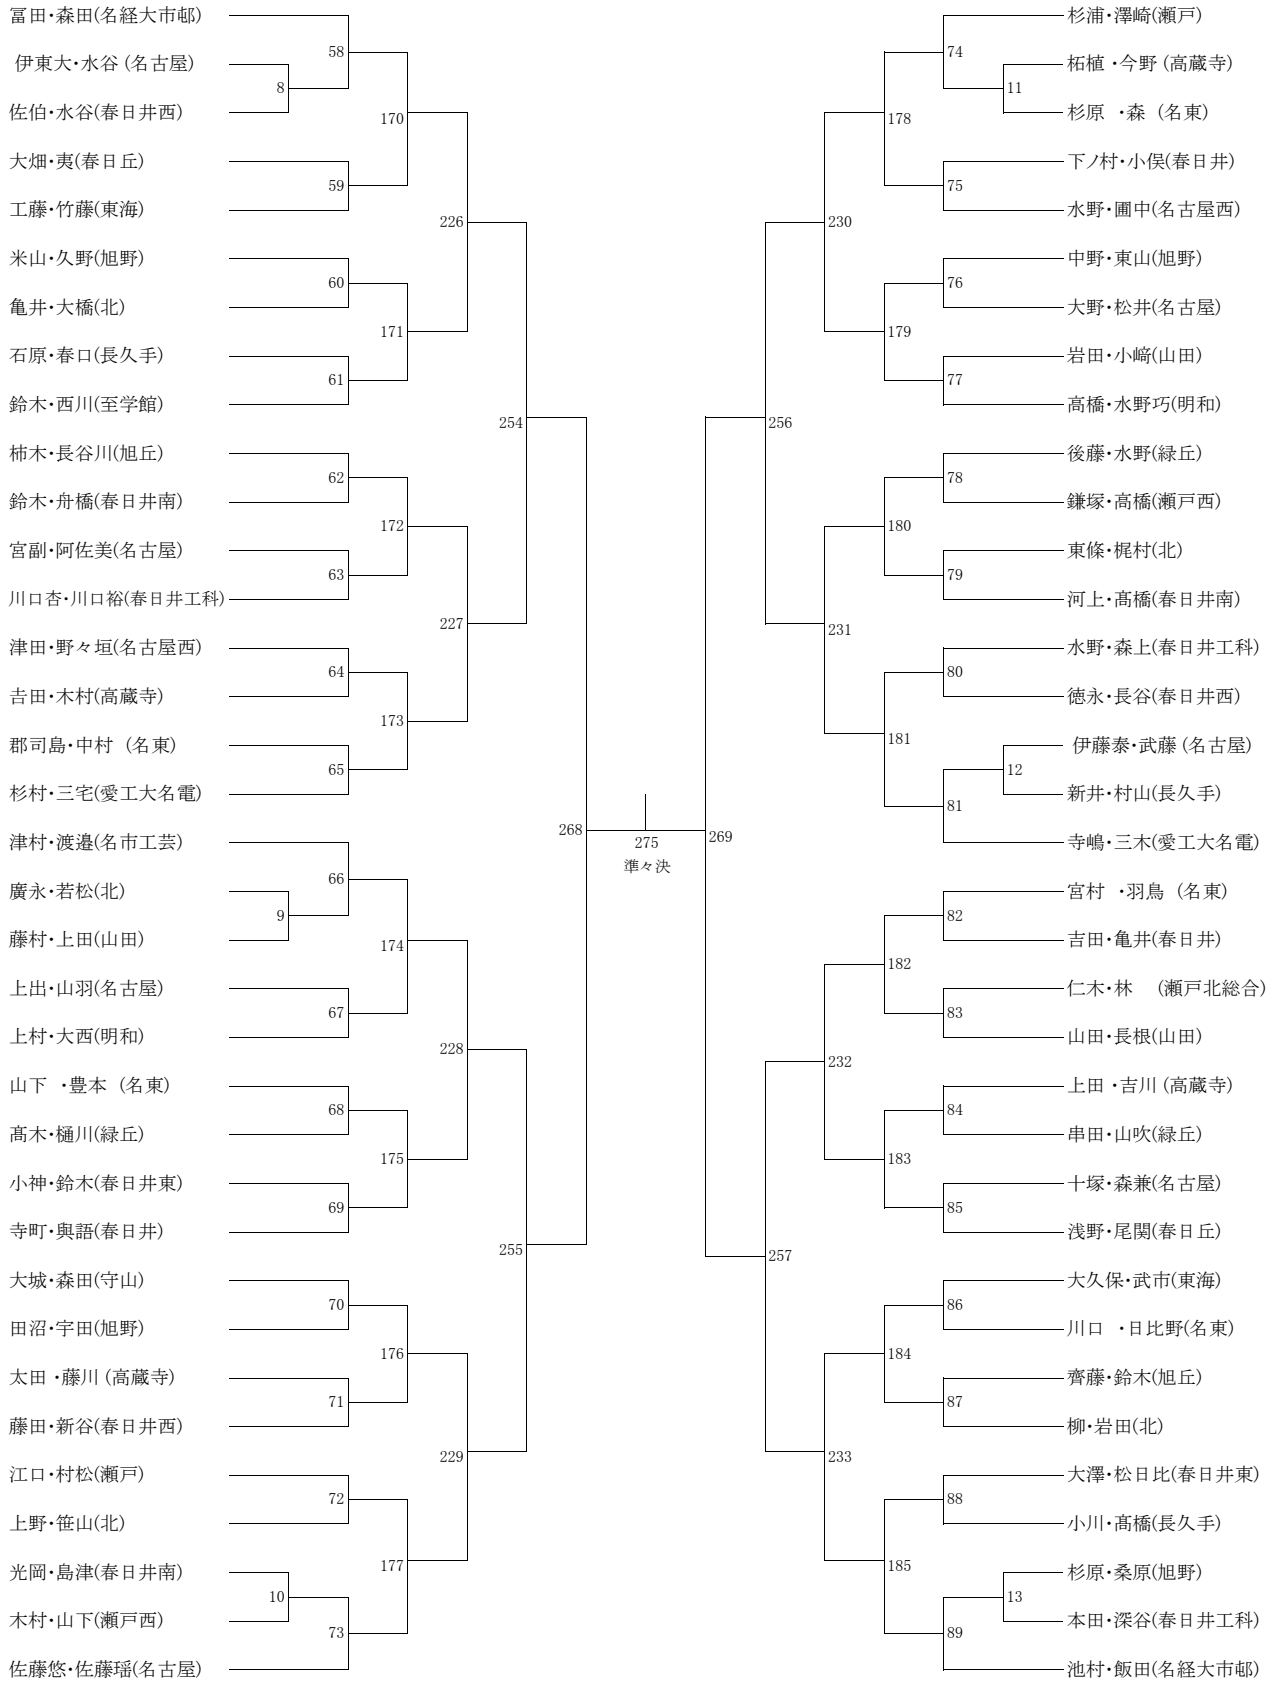 冨田・森田(名経大市邨)
伊東大・水谷 (名古屋)
佐伯・水谷(春日井西)
大畑・夷(春日丘)
工藤・竹藤(東海)
米山・久野(旭野)
亀井・大橋(北)
石原・春口(長久手)
鈴木・西川(至学館)
柿木・長谷川(旭丘)
鈴木・舟橋(春日井南)
宮副・阿佐美(名古屋)
川口杏・川口裕(春日井工科)
津田・野々垣(名古屋西)
𠮷田・木村(高蔵寺)
郡司島・中村 (名東)
杉村・三宅(愛工大名電)
津村・渡邉(名市工芸)
廣永・若松(北)
藤村・上田(山田)
上出・山羽(名古屋)
上村・大西(明和)
山下 ・豊本 (名東)
髙木・樋川(緑丘)
小神・鈴木(春日井東)
寺町・與語(春日井)
大城・森田(守山)
田沼・宇田(旭野)
太田 ・藤川 (高蔵寺)
藤田・新谷(春日井西)
江口・村松(瀬戸)
上野・笹山(北)
光岡・島津(春日井南)
木村・山下(瀬戸西)
佐藤悠・佐藤瑶(名古屋)
8
9
10
58
59
60
61
62
63
64
65
66
67
68
69
70
71
72
73
170
171
172
173
174
175
176
177
226
227
228
229
254
255
268
275
準々決
269
256
257
230
231
232
233
178
179
180
181
182
183
184
185
74
75
76
77
78
79
80
81
82
83
84
85
86
87
88
89
11
12
13
杉浦・澤崎(瀬戸)
柘植 ・今野 (高蔵寺)
杉原 ・森 (名東)
下ノ村・小俣(春日井)
水野・圃中(名古屋西)
中野・東山(旭野)
大野・松井(名古屋)
岩田・小﨑(山田)
高橋・水野巧(明和)
後藤・水野(緑丘)
鎌塚・高橋(瀬戸西)
東條・梶村(北)
河上・髙橋(春日井南)
水野・森上(春日井工科)
徳永・長谷(春日井西)
伊藤泰・武藤 (名古屋)
新井・村山(長久手)
寺嶋・三木(愛工大名電)
宮村 ・羽鳥 (名東)
吉田・亀井(春日井)
仁木・林 (瀬戸北総合)
山田・長根(山田)
上田 ・吉川 (高蔵寺)
串田・山吹(緑丘)
十塚・森兼(名古屋)
浅野・尾関(春日丘)
大久保・武市(東海)
川口 ・日比野(名東)
齊藤・鈴木(旭丘)
柳・岩田(北)
大澤・松日比(春日井東)
小川・髙橋(長久手)
杉原・桑原(旭野)
本田・深谷(春日井工科)
池村・飯田(名経大市邨)